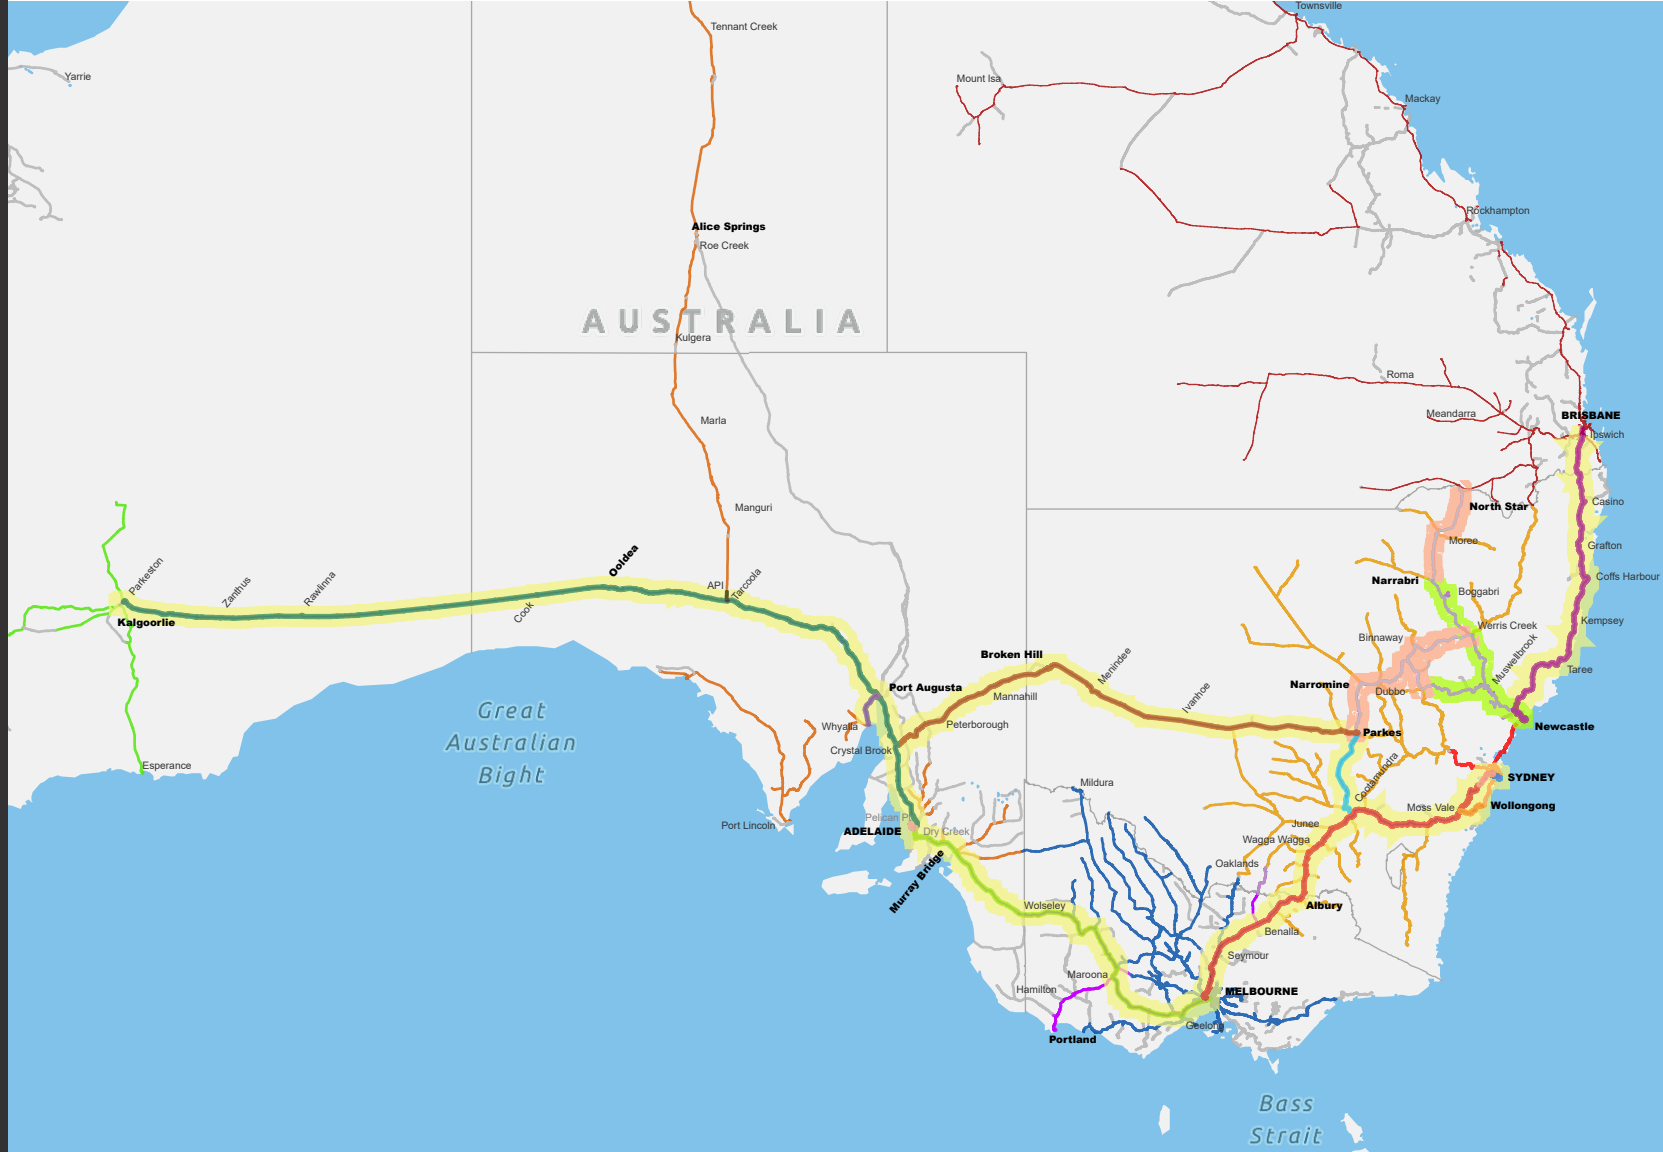 Townsville
Tennant Creek
Yarrie
Mount Isa
Mackay
Rockhampton
Alice Springs
Roe Creek
AUSTRALIA
Kulgera
Roma
Meandarra
BRISBANE
Ipswich
Marla
Manguri
North Star
Casino
Moree
Grafton
Ooldea
Parkeston
Zanthus
Rawlinna
API
Tarcoola
Cook
Kalgoorlie
Narrabri
Boggabri
Coffs Harbour
Werris Creek
Kempsey
Binnaway
Muswellbrook
Taree
Broken Hill
Menindee
Port Augusta
Mannahill
Ivanhoe
Narromine
Dubbo
Great
Australian
Bight
Whyalla
Peterborough
Crystal Brook
Parkes
Newcastle
Esperance
Mildura
Cootamundra
SYDNEY
Moss Vale
Wollongong
Port Lincoln
Pelican P
ADELAIDE
Dry Creek
Junee
Wagga Wagga
Murray Bridge
Oaklands
Wolseley
Albury
Benalla
Seymour
Maroona
Hamilton
MELBOURNE
Geelong
Portland
Bass
Strait